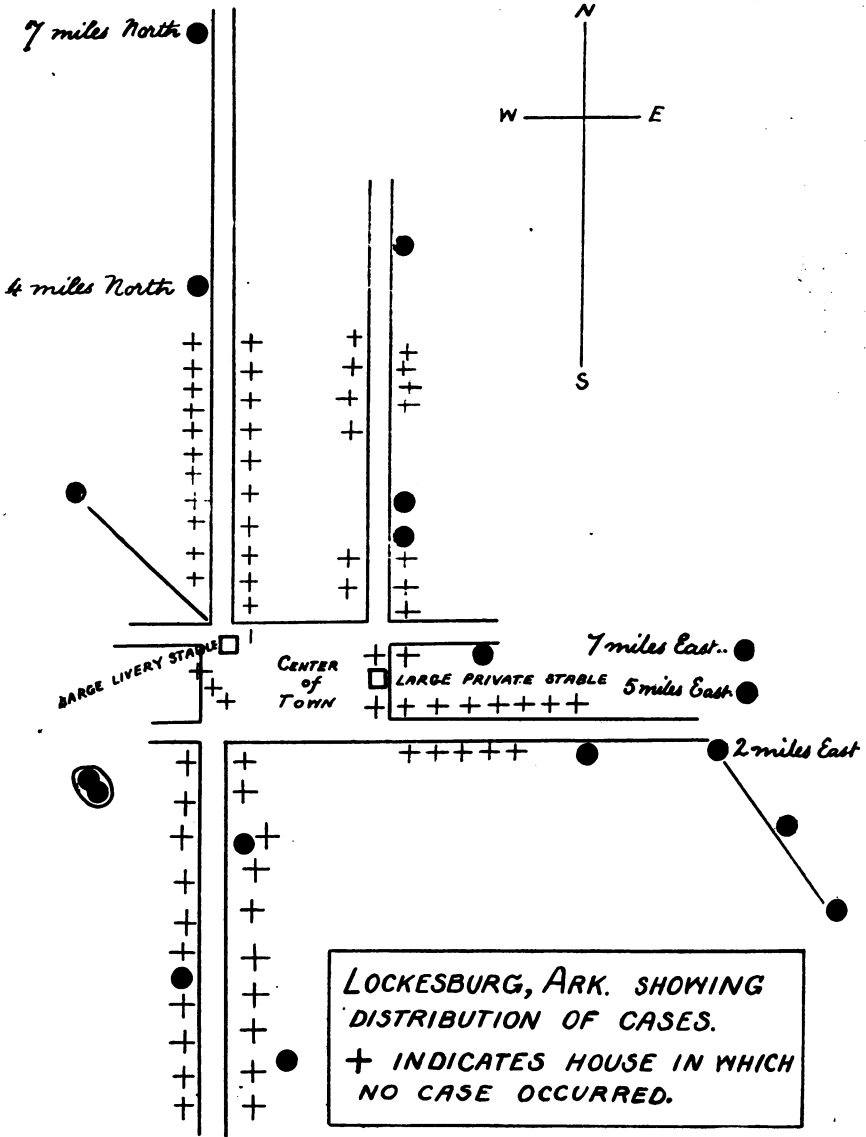 7 miles North
N
W E
4 miles North
S
LARGE LIVERY STABLE
CENTER
OF
TOWN
7 miles East..
LARGE PRIVATE STABLE
5 miles East
2 miles East
LOCKESBURG, ARK. SHOWING
DISTRIBUTION OF CASES.
+ INDICATES HOUSE IN WHICH
NO CASE OCCURRED.